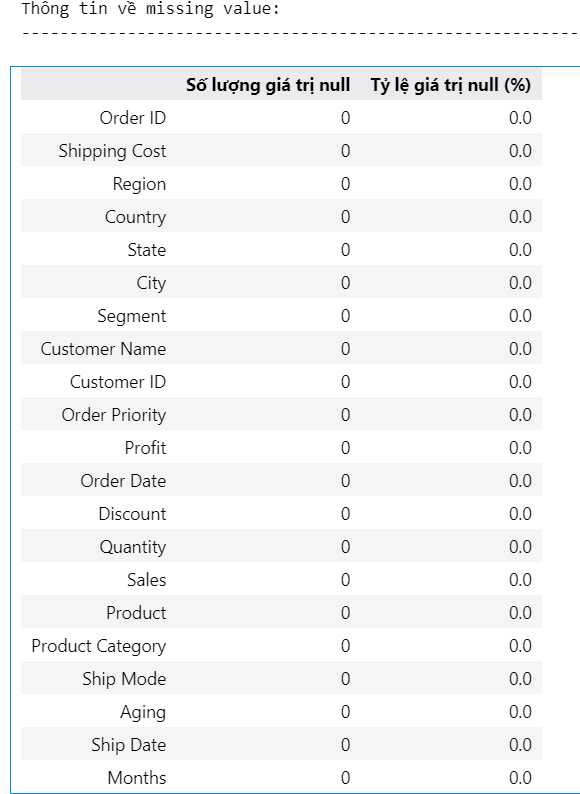 Thông tin về missing value:
------------------------------------------------------------
Số lượng giá trị null Tỷ lệ giá trị null (%)
Order ID 0 0.0
Shipping Cost 0 0.0
Region 0 0.0
Country 0 0.0
State 0 0.0
City 0 0.0
Segment 0 0.0
Customer Name 0 0.0
Customer ID 0 0.0
Order Priority 0 0.0
Profit 0 0.0
Order Date 0 0.0
Discount 0 0.0
Quantity 0 0.0
Sales 0 0.0
Product 0 0.0
Product Category 0 0.0
Ship Mode 0 0.0
Aging 0 0.0
Ship Date 0 0.0
Months 0 0.0